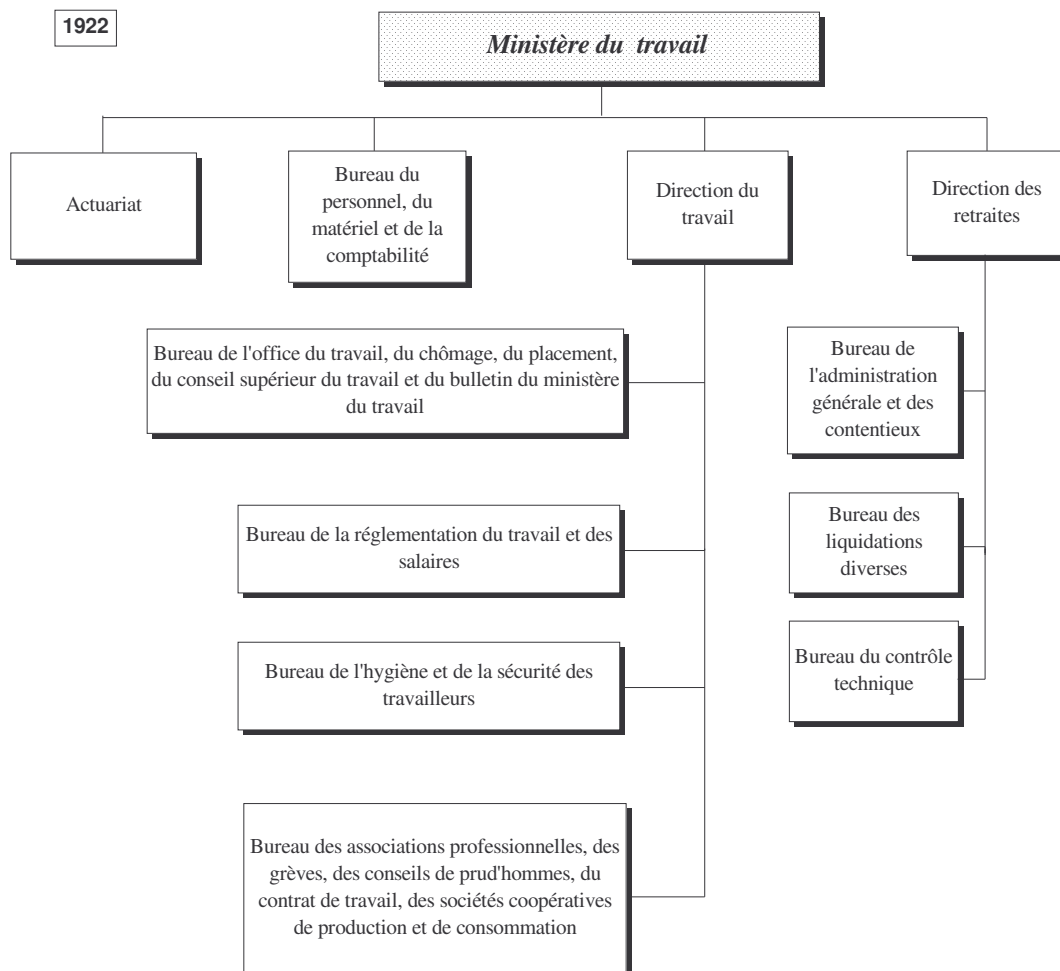 1922
Ministère du travail
Actuariat
Bureau du
personnel, du
matériel et de la
comptabilité
Direction du
travail
Direction des
retraites
Bureau de l'office du travail, du chômage, du placement,
du conseil supérieur du travail et du bulletin du ministère
du travail
Bureau de la réglementation du travail et des
salaires
Bureau de l'hygiène et de la sécurité des
travailleurs
Bureau des associations professionnelles, des
grèves, des conseils de prud'hommes, du
contrat de travail, des sociétés coopératives
de production et de consommation
Bureau de
l'administration
générale et des
contentieux
Bureau des
liquidations
diverses
Bureau du contrôle
technique